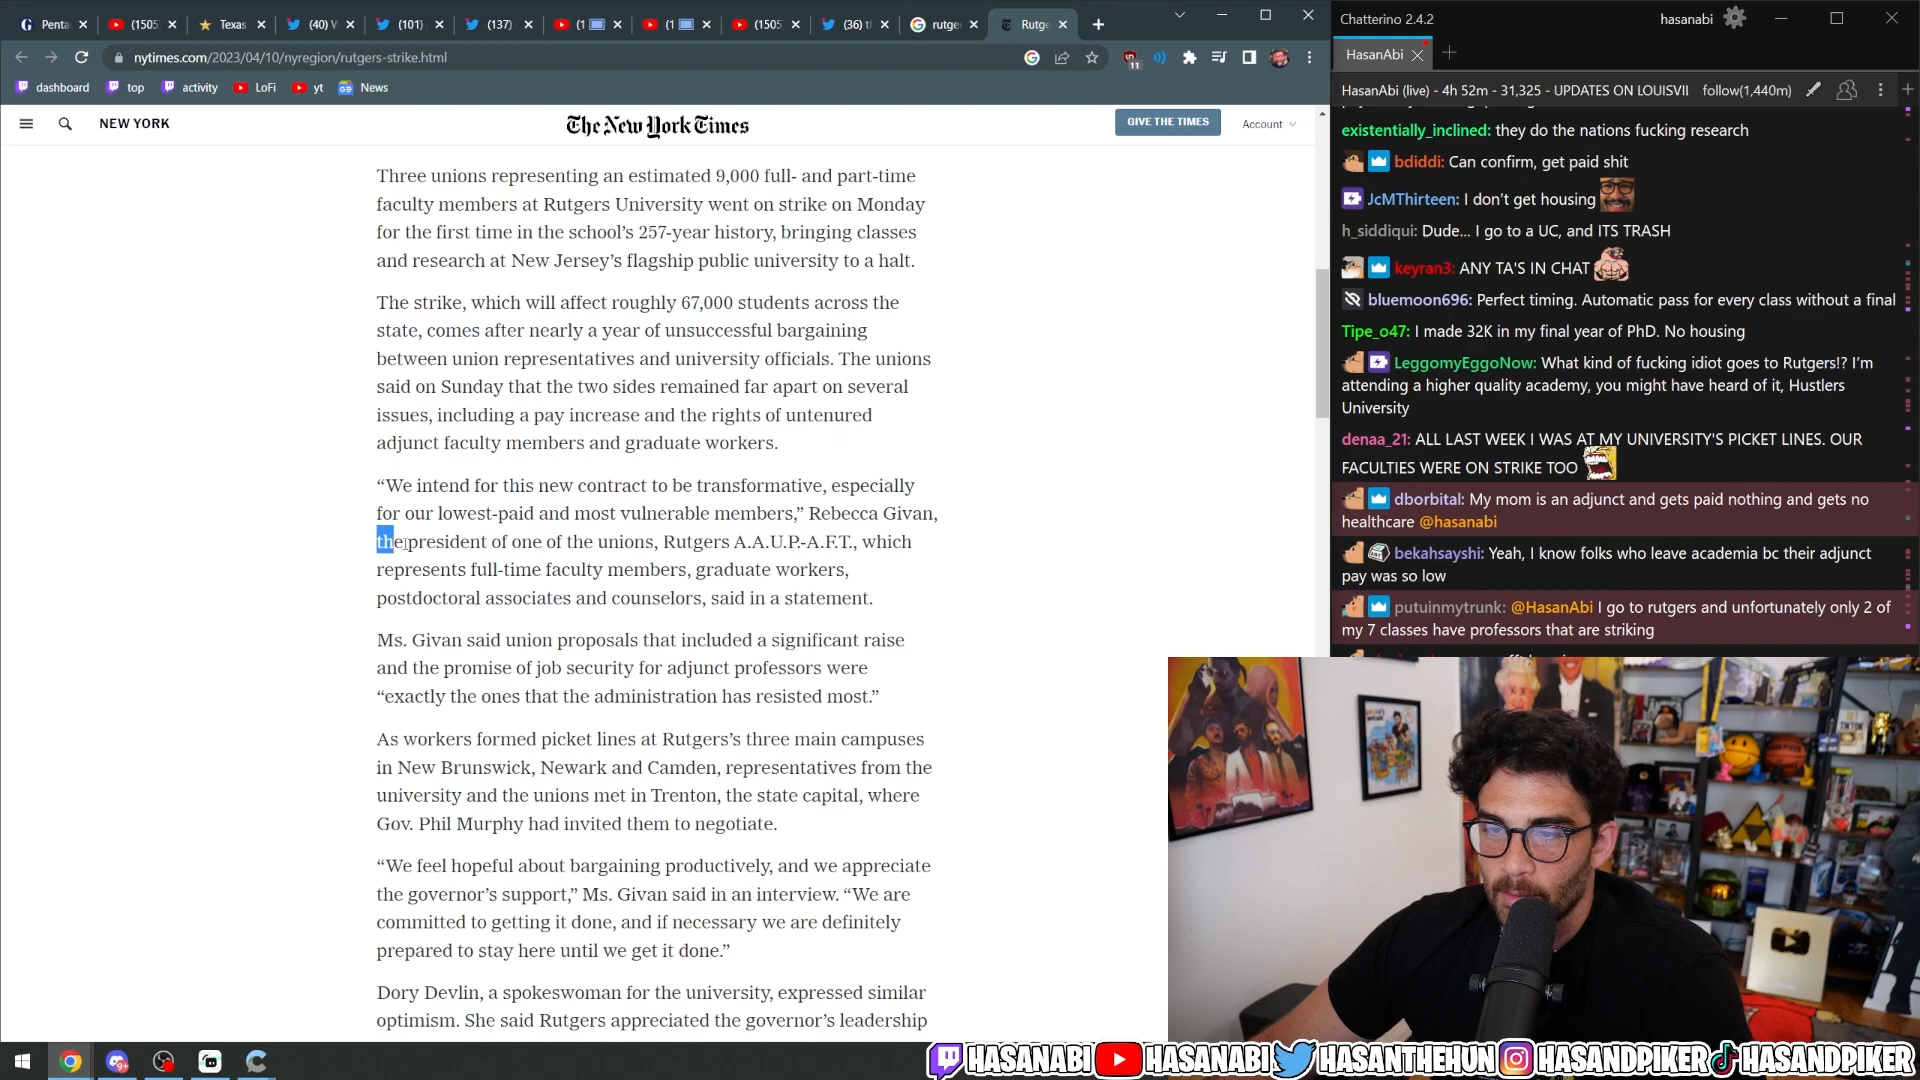 Penta
(1505
Texas
(40) V
(101)
(137)
(1
(1
(1505
(36) tl
rutge
Rutge
nytimes.com/2023/04/10/nyregion/rutgers-strike.html
11
dashboard
top
activity
LoFi
yt
News
NEW YORK
The New York Times
GIVE THE TIMES
Account
Three unions representing an estimated 9,000 full- and part-time
faculty members at Rutgers University went on strike on Monday
for the first time in the school’s 257-year history, bringing classes
and research at New Jersey’s flagship public university to a halt.
The strike, which will affect roughly 67,000 students across the
state, comes after nearly a year of unsuccessful bargaining
between union representatives and university officials. The unions
said on Sunday that the two sides remained far apart on several
issues, including a pay increase and the rights of untenured
adjunct faculty members and graduate workers.
“We intend for this new contract to be transformative, especially
for our lowest-paid and most vulnerable members,” Rebecca Givan,
the president of one of the unions, Rutgers A.A.U.P.-A.F.T., which
represents full-time faculty members, graduate workers,
postdoctoral associates and counselors, said in a statement.
Ms. Givan said union proposals that included a significant raise
and the promise of job security for adjunct professors were
“exactly the ones that the administration has resisted most.”
As workers formed picket lines at Rutgers’s three main campuses
in New Brunswick, Newark and Camden, representatives from the
university and the unions met in Trenton, the state capital, where
Gov. Phil Murphy had invited them to negotiate.
“We feel hopeful about bargaining productively, and we appreciate
the governor’s support,” Ms. Givan said in an interview. “We are
committed to getting it done, and if necessary we are definitely
prepared to stay here until we get it done.”
Dory Devlin, a spokeswoman for the university, expressed similar
optimism. She said Rutgers appreciated the governor’s leadership
Chatterino 2.4.2
hasanabi
HasanAbi
HasanAbi (live) - 4h 52m - 31,325 - UPDATES ON LOUISVII
follow(1,440m)
existentially_inclined: they do the nations fucking research
bdiddi: Can confirm, get paid shit
JcMThirteen: I don’t get housing
h_siddiqui: Dude... I go to a UC, and ITS TRASH
keyran3: ANY TA'S IN CHAT
bluemoon696: Perfect timing. Automatic pass for every class without a final
Tipe_o47: I made 32K in my final year of PhD. No housing
LeggomyEggoNow: What kind of fucking idiot goes to Rutgers!? I’m
attending a higher quality academy, you might have heard of it, Hustlers
University
denaa_21: ALL LAST WEEK I WAS AT MY UNIVERSITY'S PICKET LINES. OUR
FACULTIES WERE ON STRIKE TOO
dborbital: My mom is an adjunct and gets paid nothing and gets no
healthcare @hasanabi
bekahsayshi: Yeah, I know folks who leave academia bc their adjunct
pay was so low
putuinmytrunk: @HasanAbi I go to rutgers and unfortunately only 2 of
my 7 classes have professors that are striking
9+
HASANABI
HASANABI
HASANTHEHUN
HASANDPIKER
HASANDPIKER